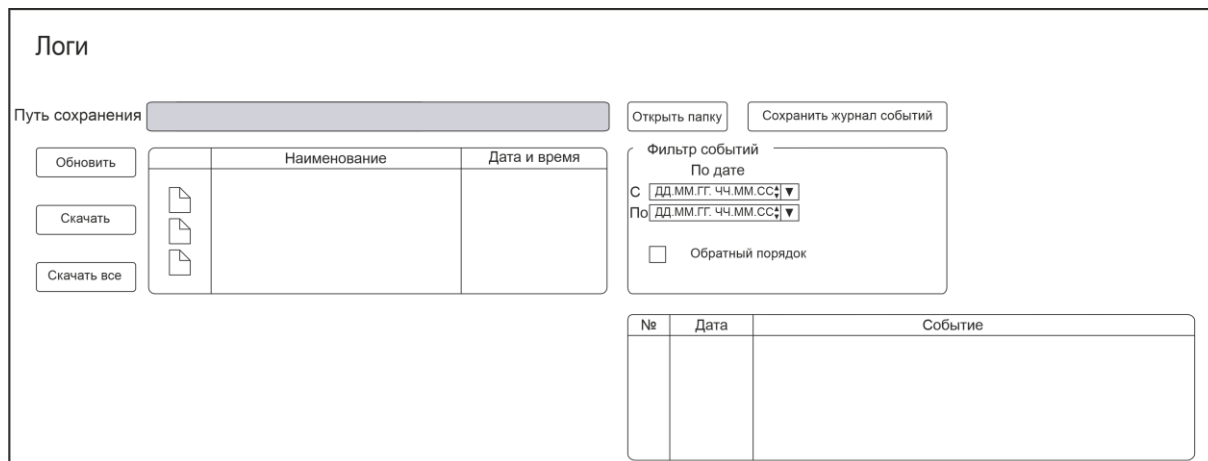 Логи
Путь сохранения
Открыть папку
Сохранить журнал событий
Обновить
Скачать
Скачать все
Наименование
Дата и время
Фильтр событий
По дате
С ДД.ММ.ГГ. ЧЧ.ММ.СС
По ДД.ММ.ГГ. ЧЧ.ММ.СС
Обратный порядок
№ Дата Событие